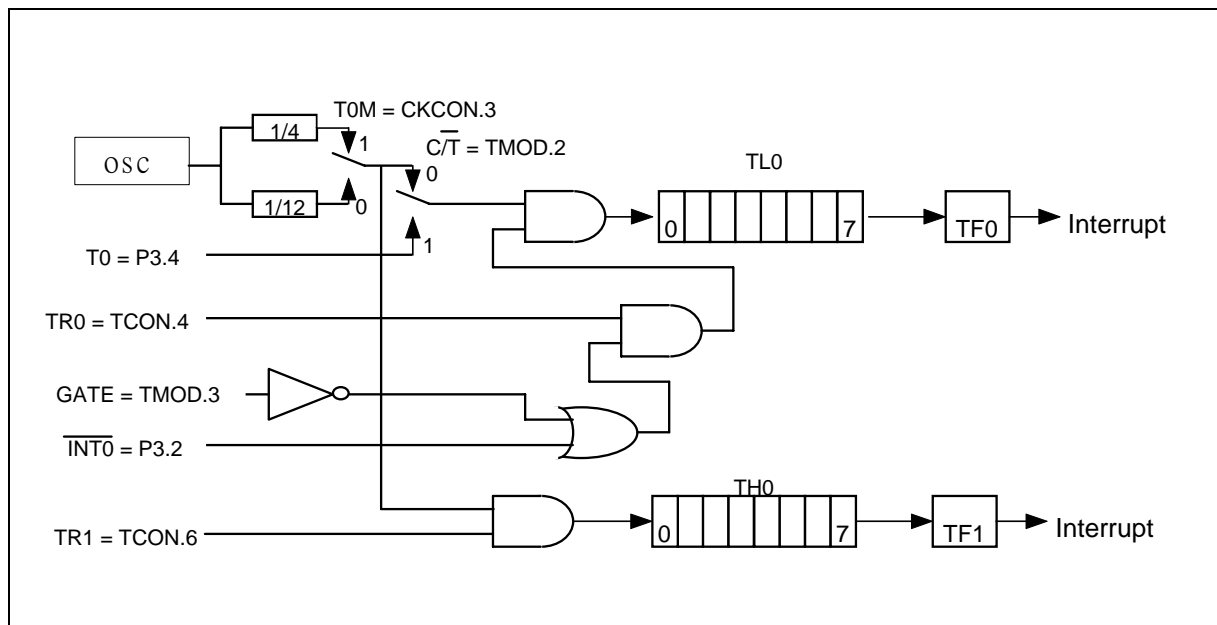 T0M = CKCON.3
1/4
1
C/T̅ = TMOD.2
OSC
0
TL0
1/12
0
0
7
TF0
Interrupt
1
T0 = P3.4
TR0 = TCON.4
GATE = TMOD.3
I̅N̅T̅0̅ = P3.2
TH0
0
7
TF1
Interrupt
TR1 = TCON.6